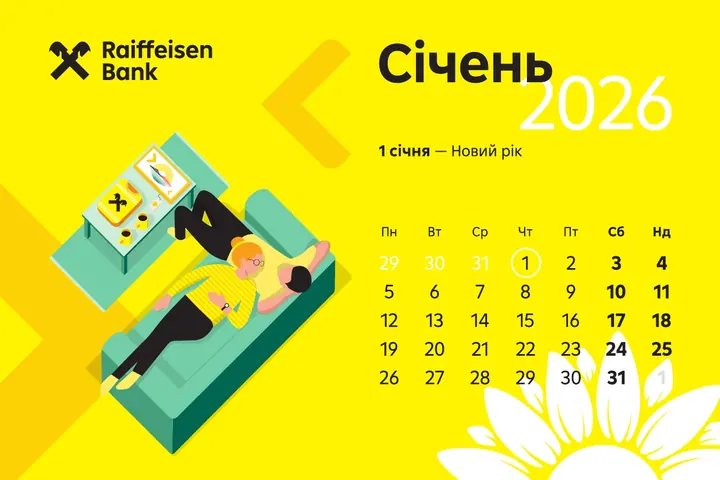 Raiffeisen
Bank
Січень
2026
1 січня — Новий рік
Пн Вт Ср Чт Пт Сб Нд
29 30 31 1 2 3 4
5 6 7 8 9 10 11
12 13 14 15 16 17 18
19 20 21 22 23 24 25
26 27 28 29 30 31 1